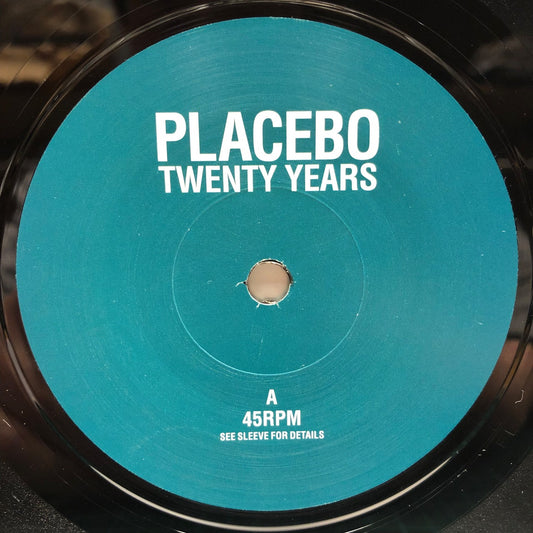 PLACEBO
TWENTY YEARS
A
45RPM
SEE SLEEVE FOR DETAILS